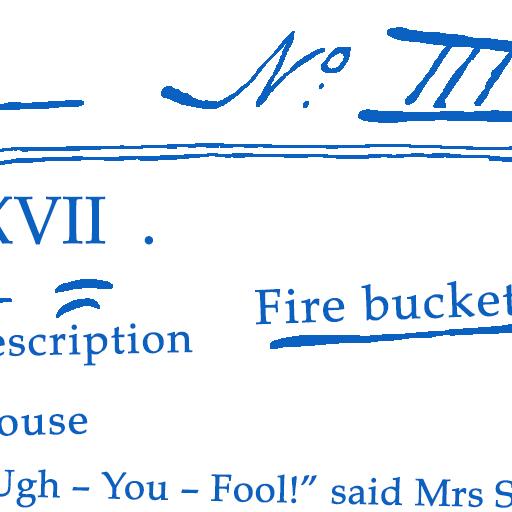 Nº III
XVII .
escription
Fire bucket
ouse
Ugh – You – Fool!” said Mrs S